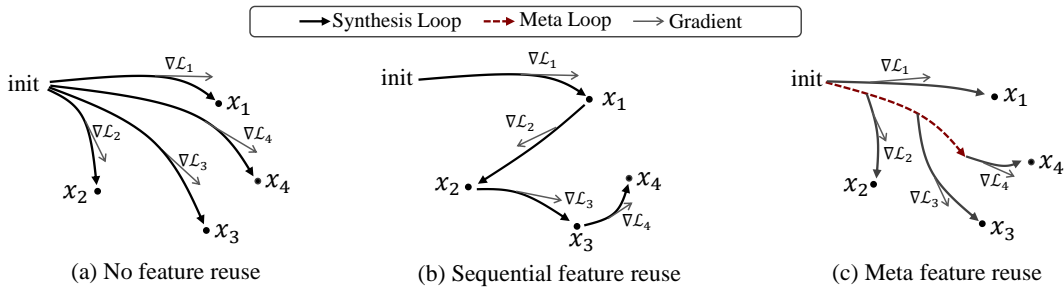 Synthesis Loop Meta Loop Gradient
init ∇ℒ₁ x₁ ∇ℒ₂ ∇ℒ₄ ∇ℒ₃ x₂ x₄ x₃
(a) No feature reuse
init ∇ℒ₁ x₁ ∇ℒ₂ x₂ ∇ℒ₃ x₄ ∇ℒ₄ x₃
(b) Sequential feature reuse
init ∇ℒ₁ x₁ ∇ℒ₂ x₄ ∇ℒ₄ x₂ ∇ℒ₃ x₃
(c) Meta feature reuse